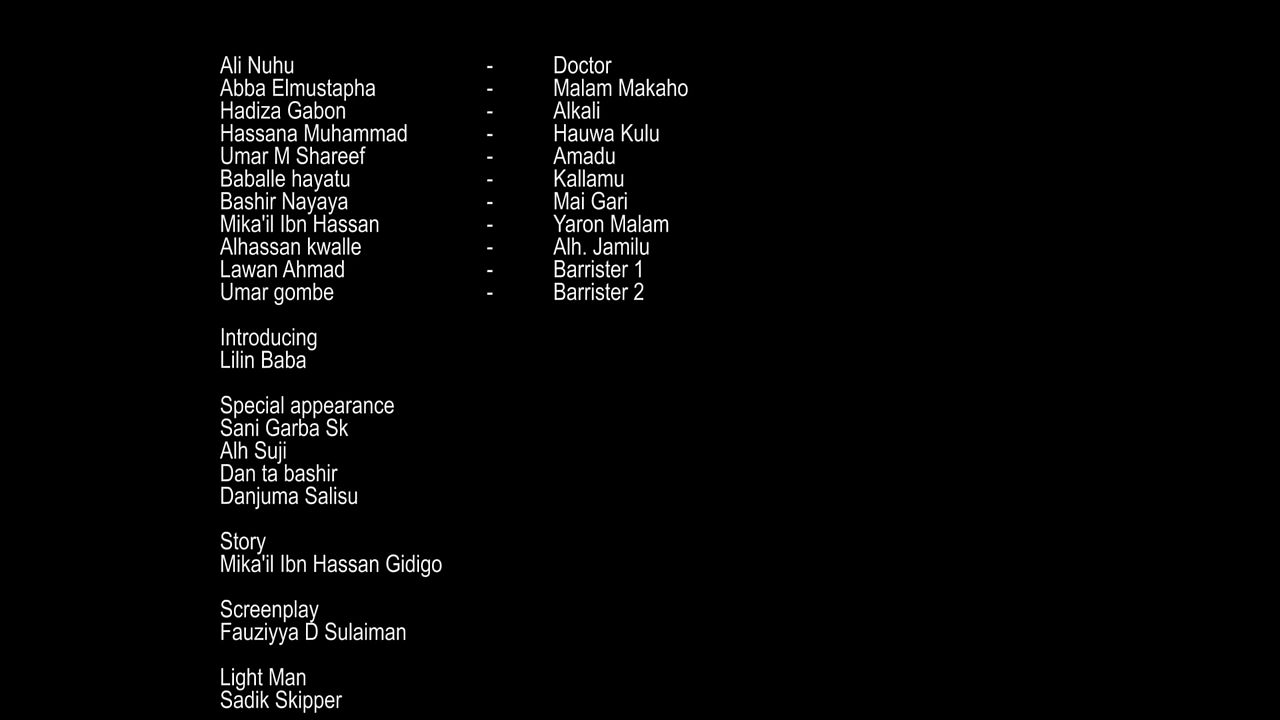 Ali Nuhu - Doctor
Abba Elmustapha - Malam Makaho
Hadiza Gabon - Alkali
Hassana Muhammad - Hauwa Kulu
Umar M Shareef - Amadu
Baballe hayatu - Kallamu
Bashir Nayaya - Mai Gari
Mika'il Ibn Hassan - Yaron Malam
Alhassan kwalle - Alh. Jamilu
Lawan Ahmad - Barrister 1
Umar gombe - Barrister 2
Introducing
Lilin Baba
Special appearance
Sani Garba Sk
Alh Suji
Dan ta bashir
Danjuma Salisu
Story
Mika'il Ibn Hassan Gidigo
Screenplay
Fauziyya D Sulaiman
Light Man
Sadik Skipper